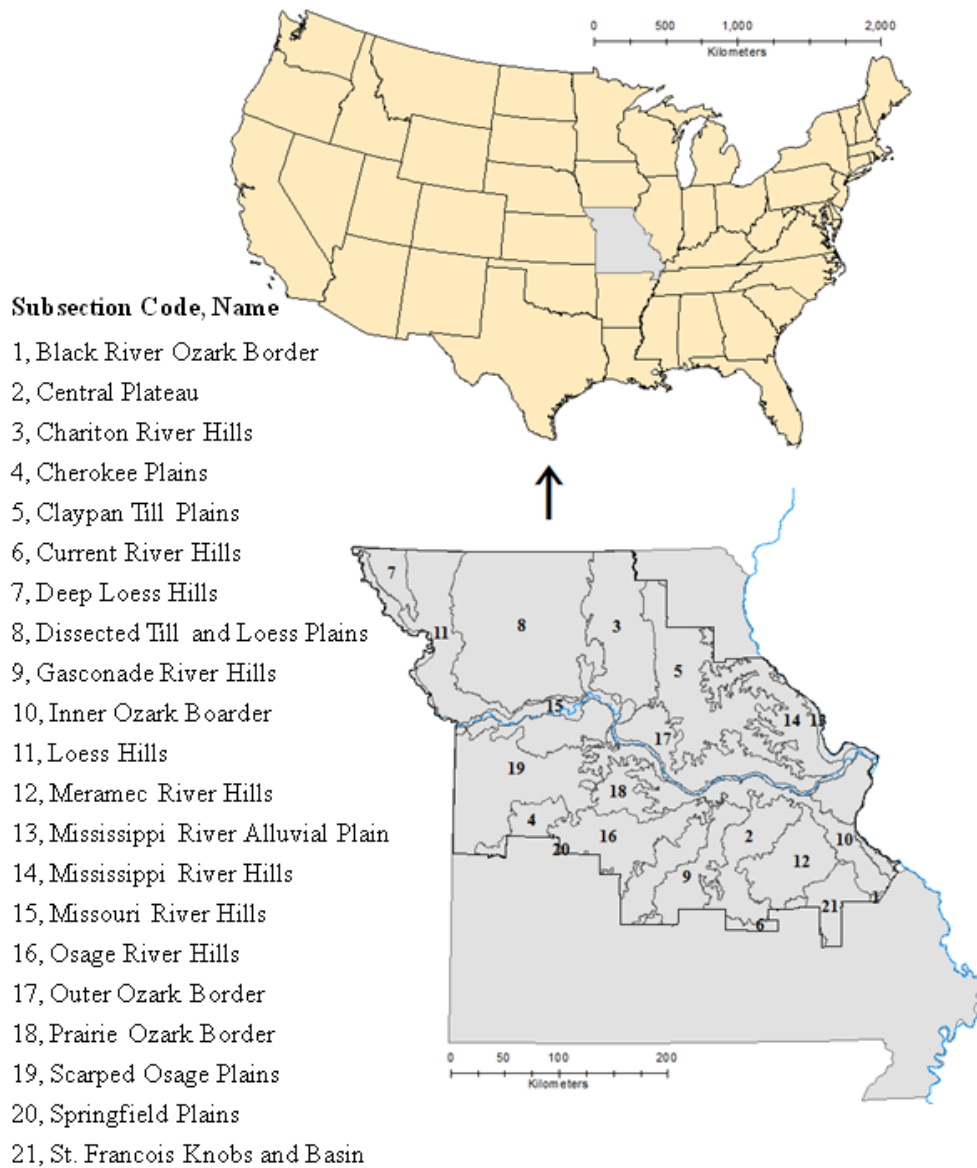 0 500 1,000 2,000
Kilometers
Subsection Code, Name
1, Black River Ozark Border
2, Central Plateau
3, Chariton River Hills
4, Cherokee Plains
5, Claypan Till Plains
6, Current River Hills
7, Deep Loess Hills
8, Dissected Till and Loess Plains
9, Gasconade River Hills
10, Inner Ozark Boarder
11, Loess Hills
12, Meramec River Hills
13, Mississippi River Alluvial Plain
14, Mississippi River Hills
15, Missouri River Hills
16, Osage River Hills
17, Outer Ozark Border
18, Prairie Ozark Border
19, Scarped Osage Plains
20, Springfield Plains
21, St. Francois Knobs and Basin
7
11
8
3
5
15
17
14
13
19
18
4
20
16
9
2
12
10
1
21
6
0 50 100 200
Kilometers